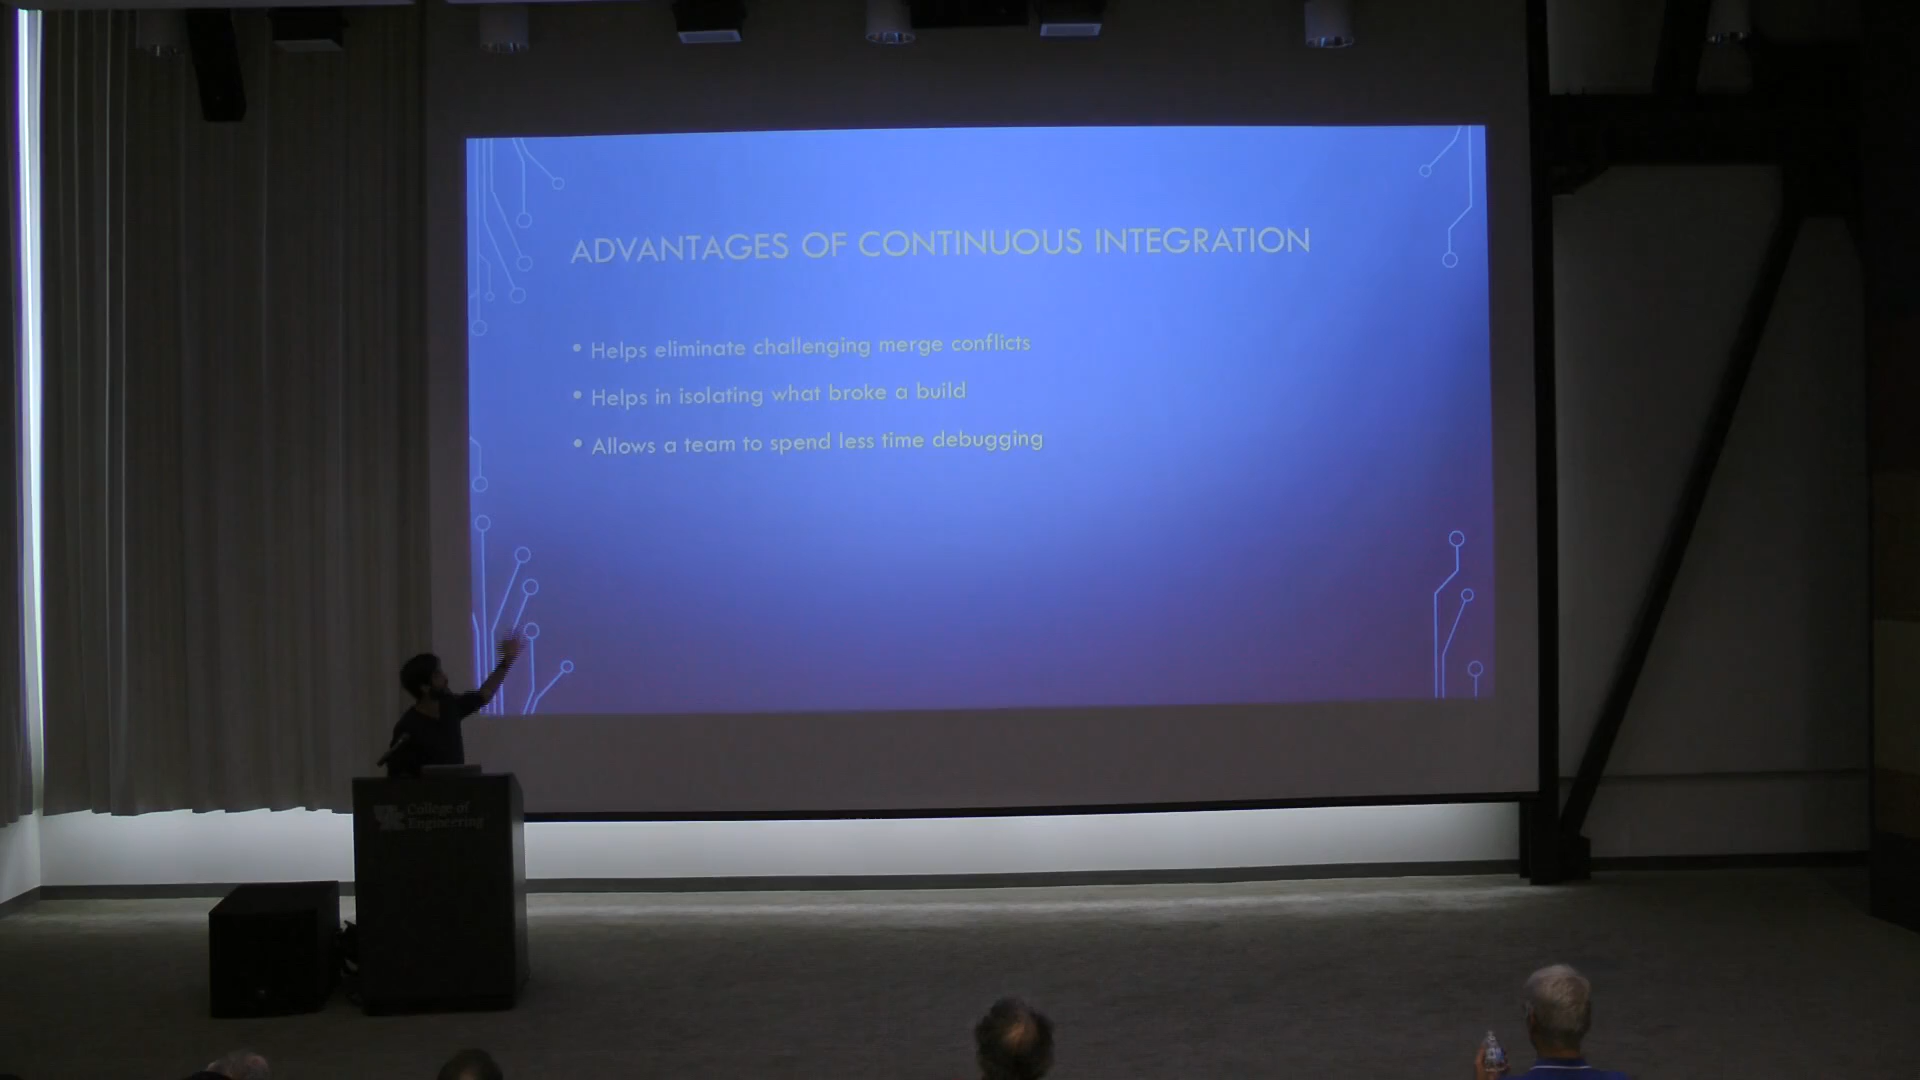 ADVANTAGES OF CONTINUOUS INTEGRATION
• Helps eliminate challenging merge conflicts
• Helps in isolating what broke a build
• Allows a team to spend less time debugging
College of
Engineering